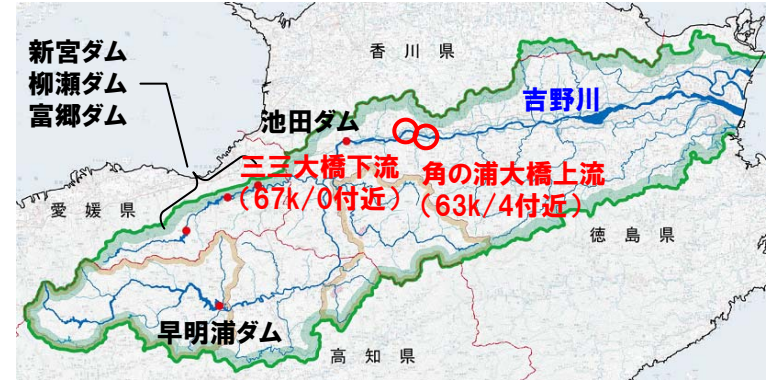 香川県
新宮ダム
柳瀬ダム
富郷ダム
吉野川
池田ダム
三三大橋下流
（67k/0付近）
角の浦大橋上流
（63k/4付近）
愛媛県
徳島県
早明浦ダム
高知県